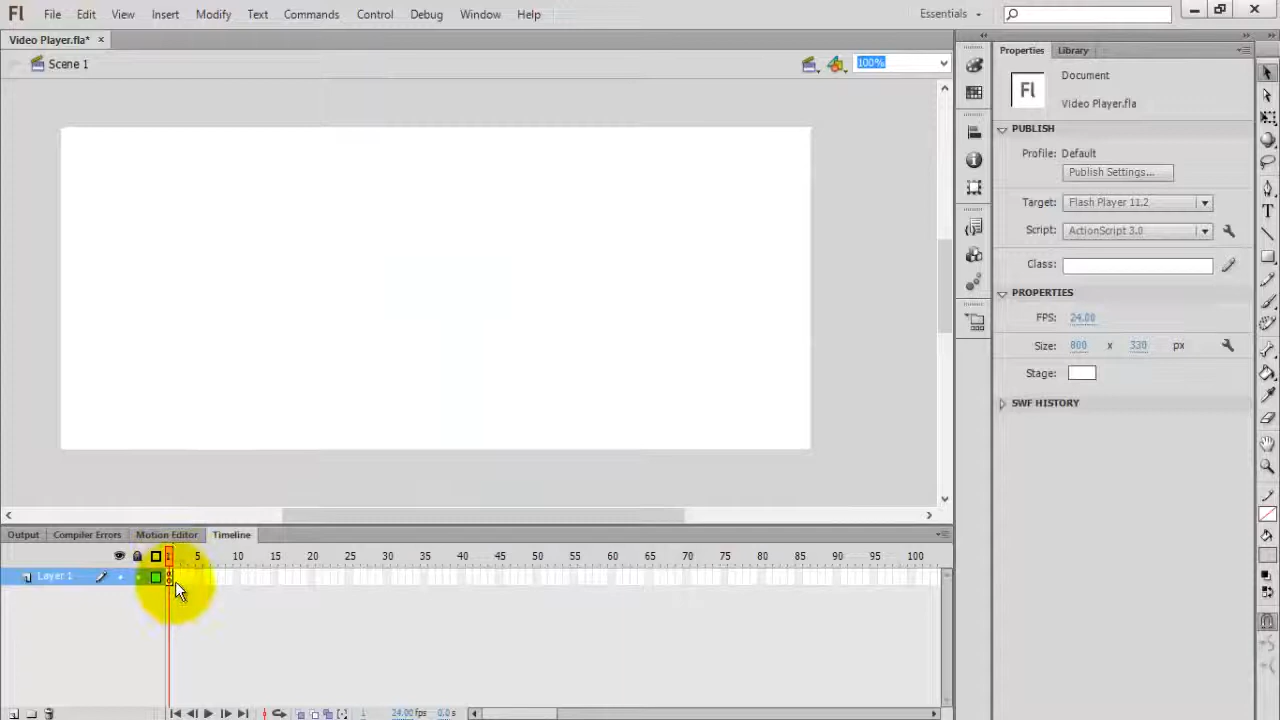 Fl File Edit View Insert Modify Text Commands Control Debug Window Help Essentials
Video Player.fla* ×
Scene 1 100%
Properties Library
Fl Document
Video Player.fla
PUBLISH
Profile: Default
Publish Settings...
Target: Flash Player 11.2
Script: ActionScript 3.0
Class:
PROPERTIES
FPS: 24.00
Size: 800 x 330 px
Stage:
SWF HISTORY
Output Compiler Errors Motion Editor Timeline
1 5 10 15 20 25 30 35 40 45 50 55 60 65 70 75 80 85 90 95 100
Layer 1
1 24.00 fps 0.0 s